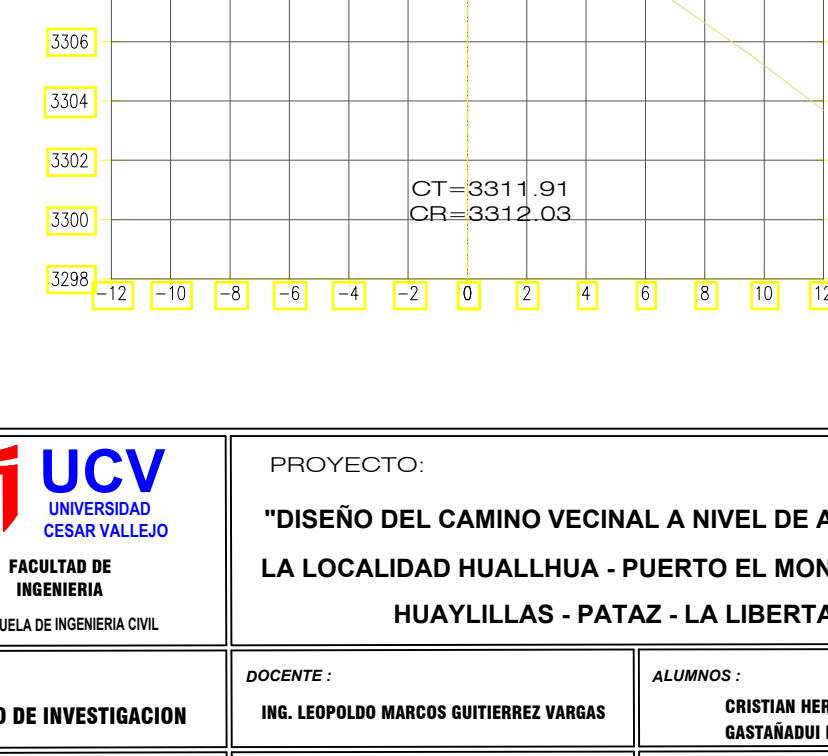 3306
3304
3302
3300
3298
CT=3311.91
CR=3312.03
-12 -10 -8 -6 -4 -2 0 2 4 6 8 10 12
UCV
UNIVERSIDAD
CESAR VALLEJO
FACULTAD DE
INGENIERIA
UELA DE INGENIERIA CIVIL
PROYECTO:
"DISEÑO DEL CAMINO VECINAL A NIVEL DE A
LA LOCALIDAD HUALLHUA - PUERTO EL MON
HUAYLILLAS - PATAZ - LA LIBERTA
O DE INVESTIGACION
DOCENTE :
ING. LEOPOLDO MARCOS GUITIERREZ VARGAS
ALUMNOS :
CRISTIAN HER
GASTAÑADUI